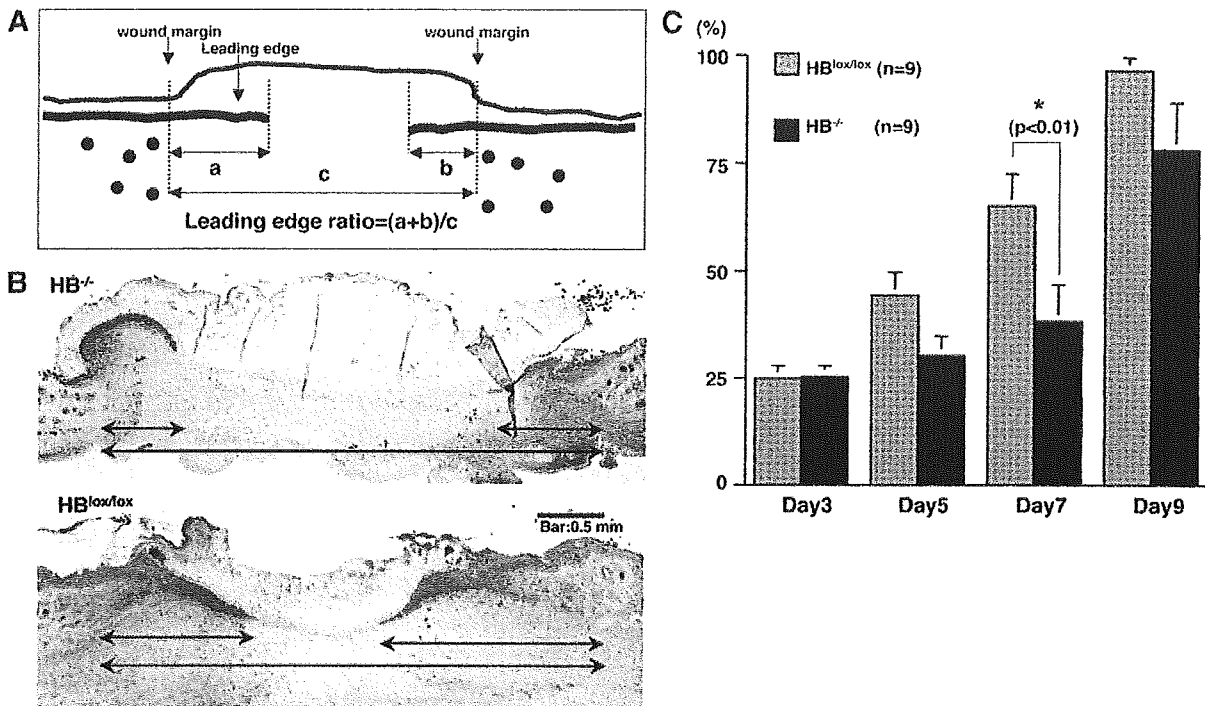 A
wound margin
wound margin
Leading edge
a
b
c
Leading edge ratio=(a+b)/c
B
HB-/-
HBlox/lox
Bar:0.5 mm
C (%)
100
75
50
25
0
HBlox/lox (n=9)
HB-/- (n=9)
*
(p<0.01)
Day3 Day5 Day7 Day9